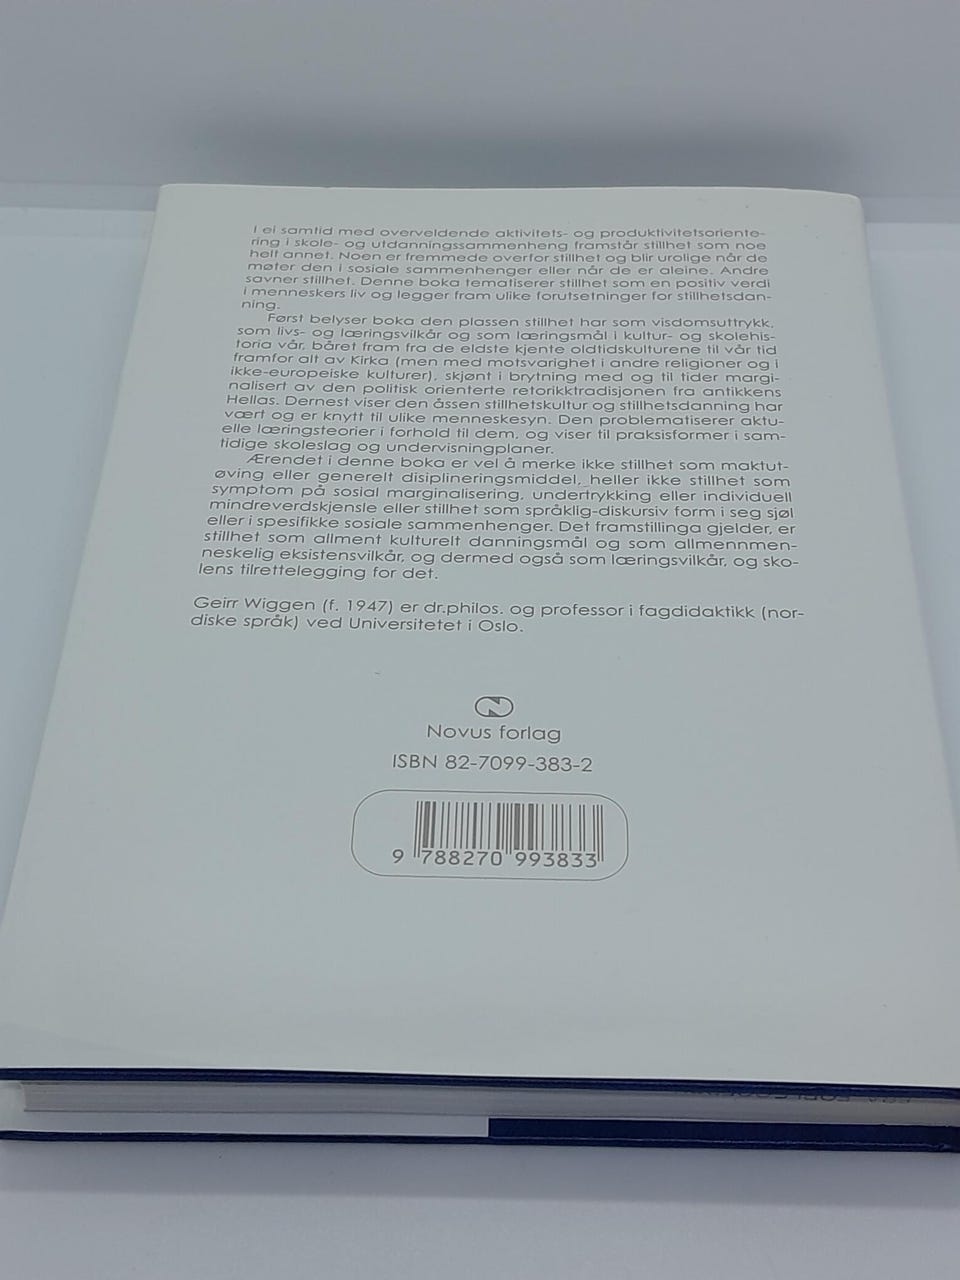 I ei samtid med overveldende aktivitets- og produktivitetsoriente-
ring i skole- og utdanningssammenheng framstår stillhet som noe
helt annet. Noen er fremmede overfor stillhet og blir urolige når de
møter den i sosiale sammenhenger eller når de er aleine. Andre
savner stillhet. Denne boka tematiserer stillhet som en positiv verdi
i menneskers liv og legger fram ulike forutsetninger for stillhetsdan-
ning.
Først belyser boka den plassen stillhet har som visdomsuttrykk,
som livs- og læringsvilkår og som læringsmål i kultur- og skolehis-
toria vår, båret fram fra de eldste kjente oldtidskulturene til vår tid
framfor alt av Kirka (men med motsvarighet i andre religioner og i
ikke-europeiske kulturer), skjønt i brytning med og til tider margi-
nalisert av den politisk orienterte retorikktradisjonen fra antikkens
Hellas. Dernest viser den åssen stillhetskultur og stillhetsdanning har
vært og er knytt til ulike menneskesyn. Den problematiserer aktu-
elle læringsteorier i forhold til dem, og viser til praksisformer i sam-
tidige skoleslag og undervisningplaner.
Ærendet i denne boka er vel å merke ikke stillhet som maktut-
øving eller generelt disiplineringsmiddel, heller ikke stillhet som
symptom på sosial marginalisering, undertrykking eller individuell
mindreverdskjensle eller stillhet som språklig-diskursiv form i seg sjøl
eller i spesifikke sosiale sammenhenger. Det framstillinga gjelder, er
stillhet som allment kulturelt danningsmål og som allmennmen-
neskelig eksistensvilkår, og dermed også som læringsvilkår, og sko-
lens tilrettelegging for det.
Geirr Wiggen (f. 1947) er dr.philos. og professor i fagdidaktikk (nor-
diske språk) ved Universitetet i Oslo.
Novus forlag
ISBN 82-7099-383-2
9 788270 993833